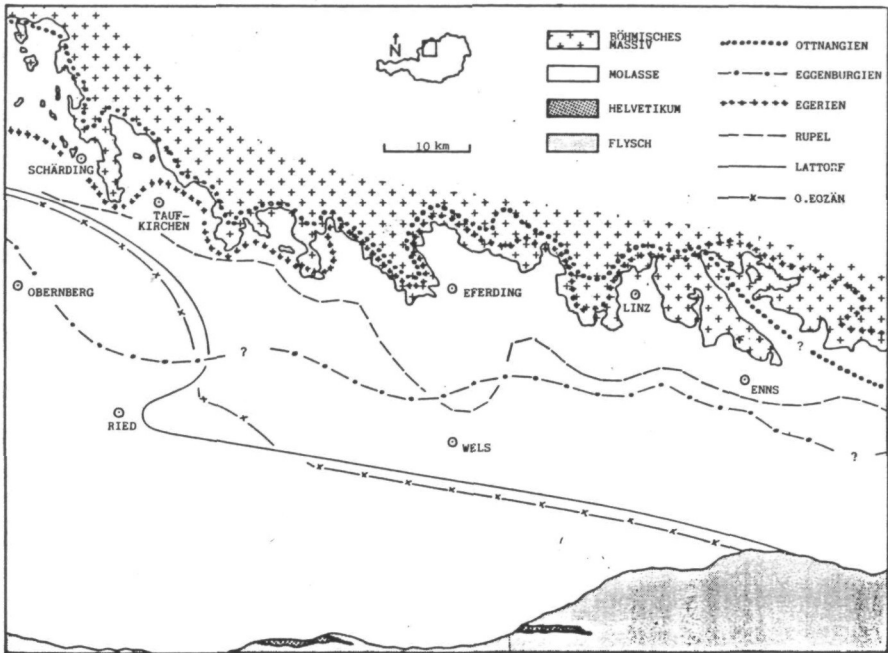 N
BÖHMISCHES
MASSIV
MOLASSE
HELVETIKUM
FLYSCH
10 km
OTTNANGIEN
EGGENBURGIEN
EGERIEN
RUPEL
LATTORF
O.EOZÄN
SCHÄRDING
TAUF-
KIRCHEN
OBERNBERG
EFERDING
LINZ
?
?
ENNS
RIED
WELS
?